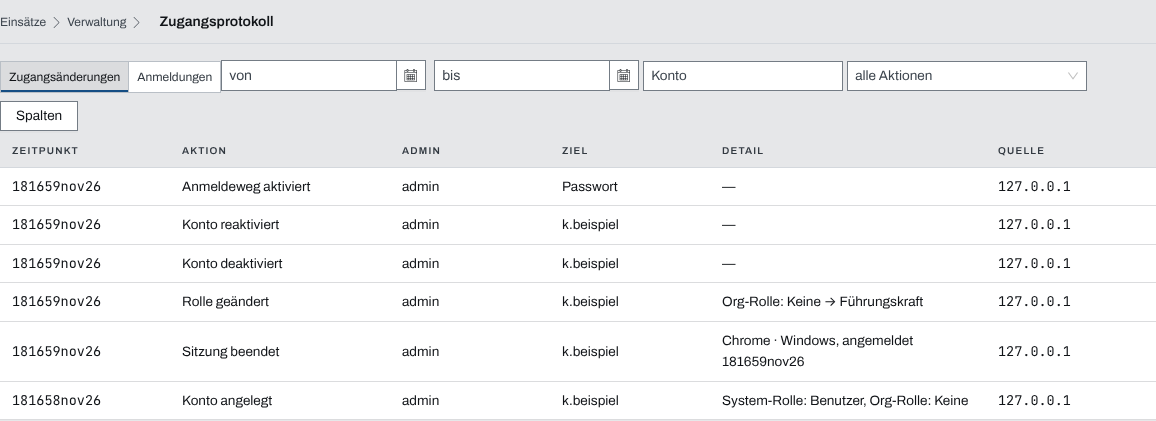 Einsätze Verwaltung Zugangsprotokoll
Zugangsänderungen Anmeldungen von bis Konto alle Aktionen
Spalten
ZEITPUNKT AKTION ADMIN ZIEL DETAIL QUELLE
181659nov26 Anmeldeweg aktiviert admin Passwort — 127.0.0.1
181659nov26 Konto reaktiviert admin k.beispiel — 127.0.0.1
181659nov26 Konto deaktiviert admin k.beispiel — 127.0.0.1
181659nov26 Rolle geändert admin k.beispiel Org-Rolle: Keine → Führungskraft 127.0.0.1
181659nov26 Sitzung beendet admin k.beispiel Chrome · Windows, angemeldet 127.0.0.1
181659nov26
181658nov26 Konto angelegt admin k.beispiel System-Rolle: Benutzer, Org-Rolle: Keine 127.0.0.1